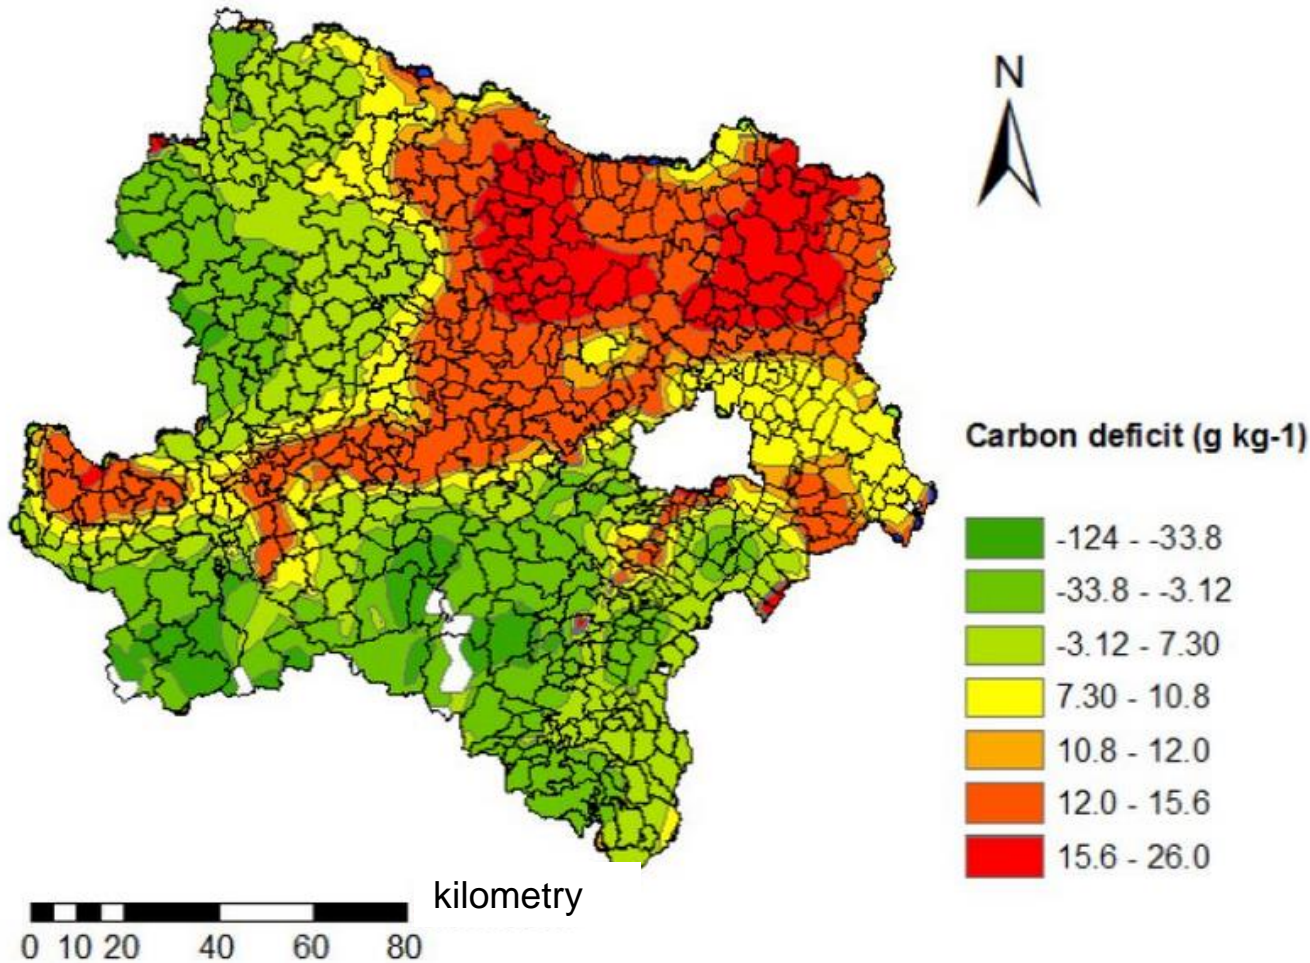 N
Carbon deficit (g kg-1)
-124 - -33.8
-33.8 - -3.12
-3.12 - 7.30
7.30 - 10.8
10.8 - 12.0
12.0 - 15.6
15.6 - 26.0
kilometry
0 10 20 40 60 80